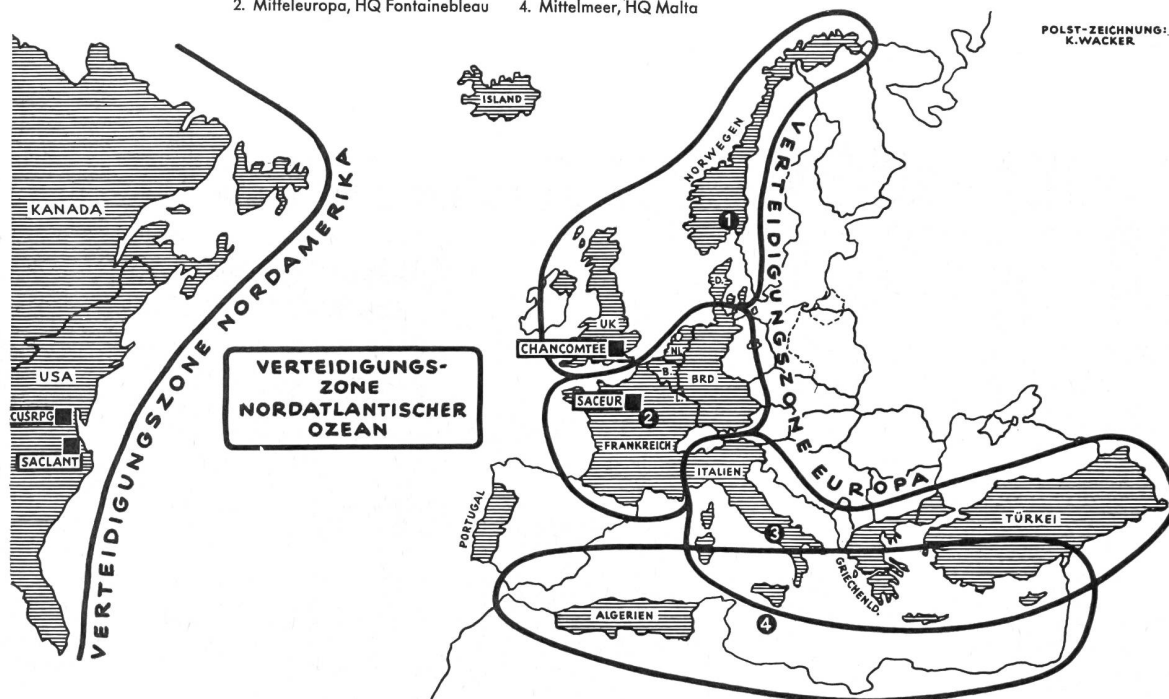 2. Mitteleuropa, HQ Fontainebleau 4. Mittelmeer, HQ Malta
POLST-ZEICHNUNG:
K.WACKER
ISLAND
NORWEGEN
VERTEIDIGUNGSZONE EUROPA
KANADA
VERTEIDIGUNGSZONE NORDAMERIKA
1
D.
UK
CHANCOMTEE
NL
B.
BRD
L.
USA
VERTEIDIGUNGS-
ZONE
NORDATLANTISCHER
OZEAN
CUSRPG
SACLANT
SACEUR
2
FRANKREICH
ITALIEN
PORTUGAL
3
TÜRKEI
GRIECHENLD.
ALGERIEN
4